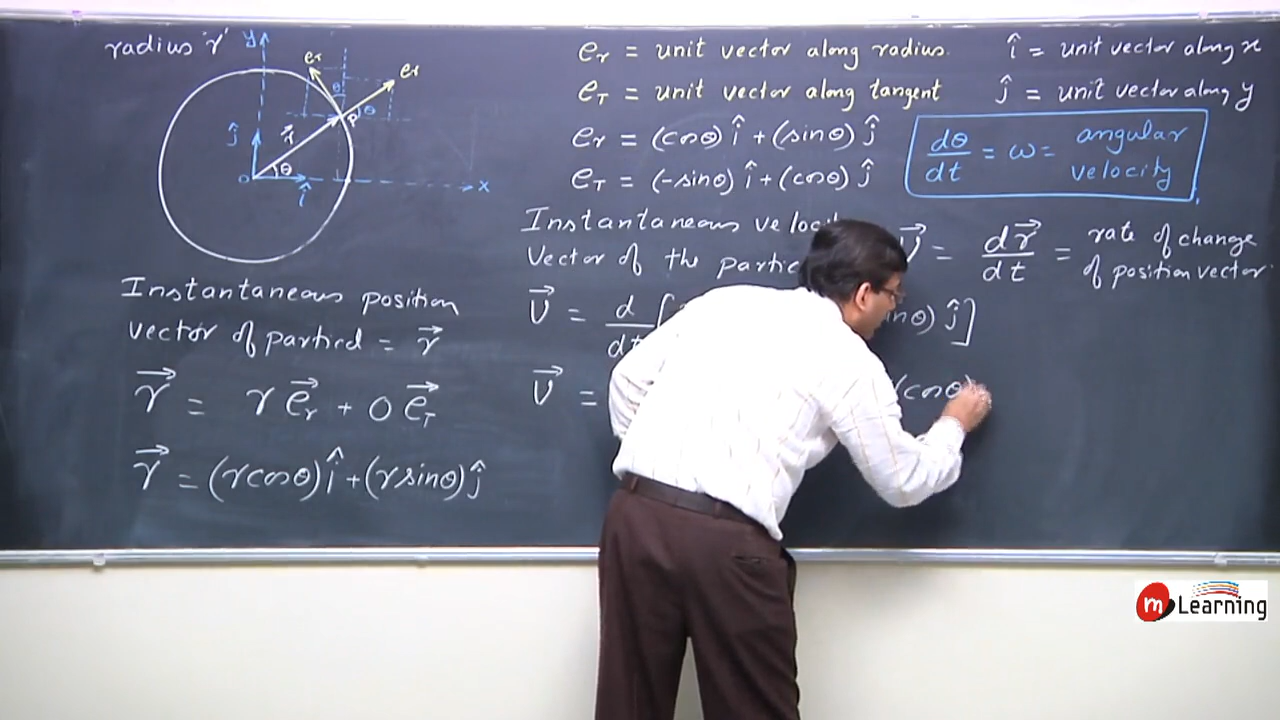 radius 'r'
y
er
er
θ
θ
P
r⃗
ĵ
θ
O
î
x
Instantaneous position
vector of particl = r⃗
r⃗ = r e⃗r + 0 e⃗T
r⃗ = (r cosθ) î + (r sinθ) ĵ
er = unit vector along radius.
î = unit vector along x
eT = unit vector along tangent
ĵ = unit vector along y
er = (cosθ) î + (sinθ) ĵ
eT = (-sinθ) î + (cosθ) ĵ
dθ/dt = ω = angular
velocity
Instantaneous
Vector of the
= dr⃗/dt = rate of change
of position vector
v⃗ = d/dt [ θ) ĵ]
v⃗ = (cosθ)
m Learning